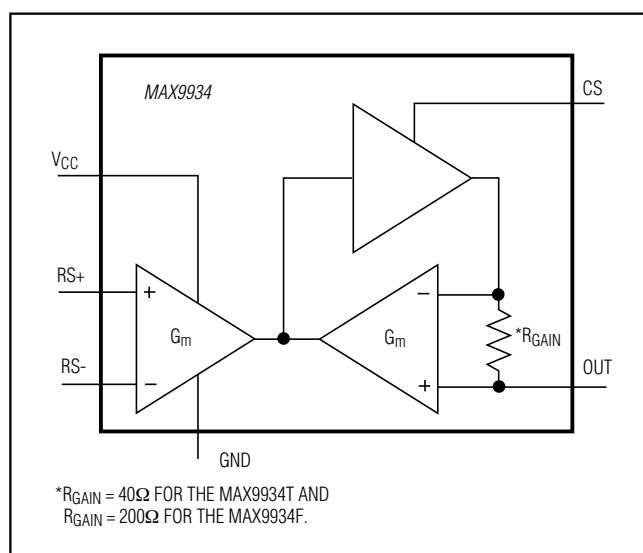 MAX9934
CS
VCC
RS+
+
Gm
RS-
−
−
Gm
+
*RGAIN
OUT
GND
*RGAIN = 40Ω FOR THE MAX9934T AND
RGAIN = 200Ω FOR THE MAX9934F.